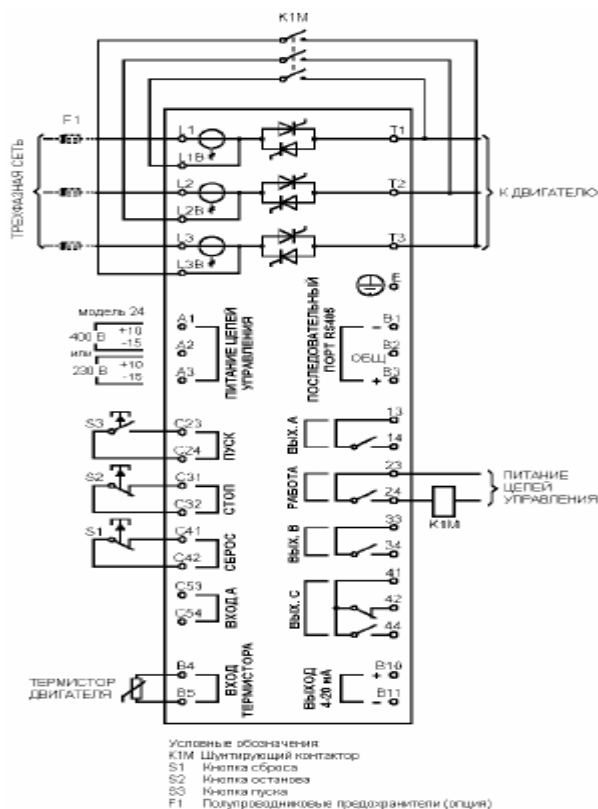 K1M
F1
ТРЕХФАЗНАЯ СЕТЬ
L1
L1B
L2
L2B
L3
L3B
T1
T2
T3
К ДВИГАТЕЛЮ
E
модель 24
400 В +10 -15
или
230 В +10 -15
A1
A2
A3
ПИТАНИЕ ЦЕПЕЙ
УПРАВЛЕНИЯ
ПОСЛЕДОВАТЕЛЬНЫЙ
ПОРТ RS485
- B1
ОБЩ B2
+ B3
S3
C23
C24
ПУСК
S2
C31
C32
СТОП
S1
C41
C42
СБРОС
C53
C54
ВХОД А
ТЕРМИСТОР
ДВИГАТЕЛЯ
B4
B5
ВХОД
ТЕРМИСТОРА
ВЫХ. А
13
14
РАБОТА
23
24
K1M
ПИТАНИЕ
ЦЕПЕЙ
УПРАВЛЕНИЯ
ВЫХ. В
33
34
ВЫХ. С
41
42
44
ВЫХОД
4-20 мА
+ B10
- B11
Условные обозначения
K1M Шунтирующий контактор
S1 Кнопка сброса
S2 Кнопка останова
S3 Кнопка пуска
F1 Полупроводниковые предохранители (опция)